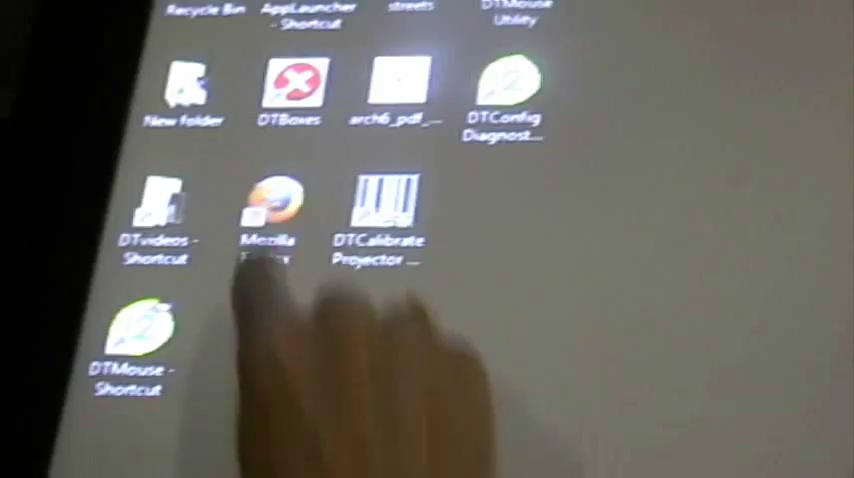 Recycle Bin
AppLauncher
- Shortcut
streets
DTMouse
Utility
New folder
DTBoxes
arch6_pdf_...
DTConfig
Diagnost...
DTvideos -
Shortcut
Mozilla
DTCalibrate
Projector ...
DTMouse -
Shortcut